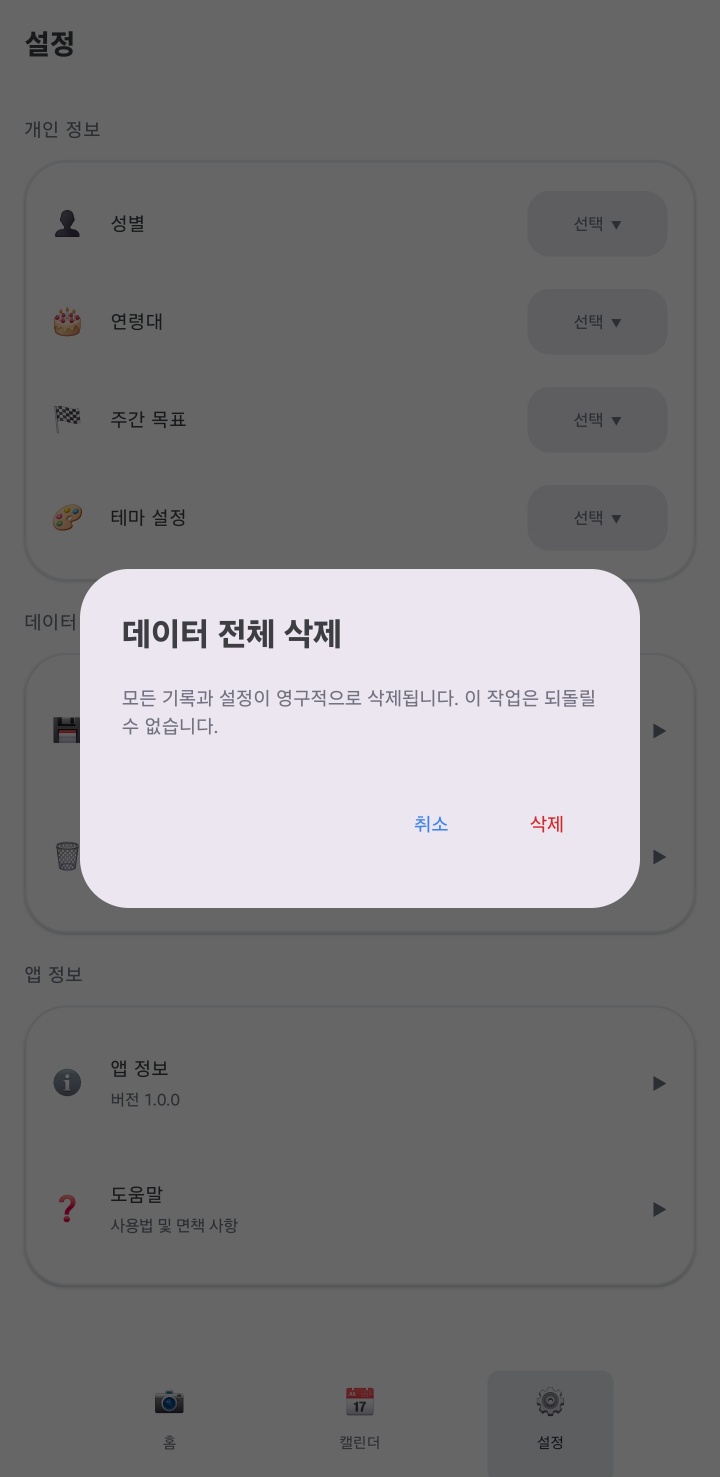 설정
개인 정보
성별
선택 ▼
연령대
선택 ▼
주간 목표
선택 ▼
테마 설정
선택 ▼
데이터
데이터 전체 삭제
모든 기록과 설정이 영구적으로 삭제됩니다. 이 작업은 되돌릴
수 없습니다.
취소
삭제
앱 정보
앱 정보
버전 1.0.0
도움말
사용법 및 면책 사항
17
홈
캘린더
설정